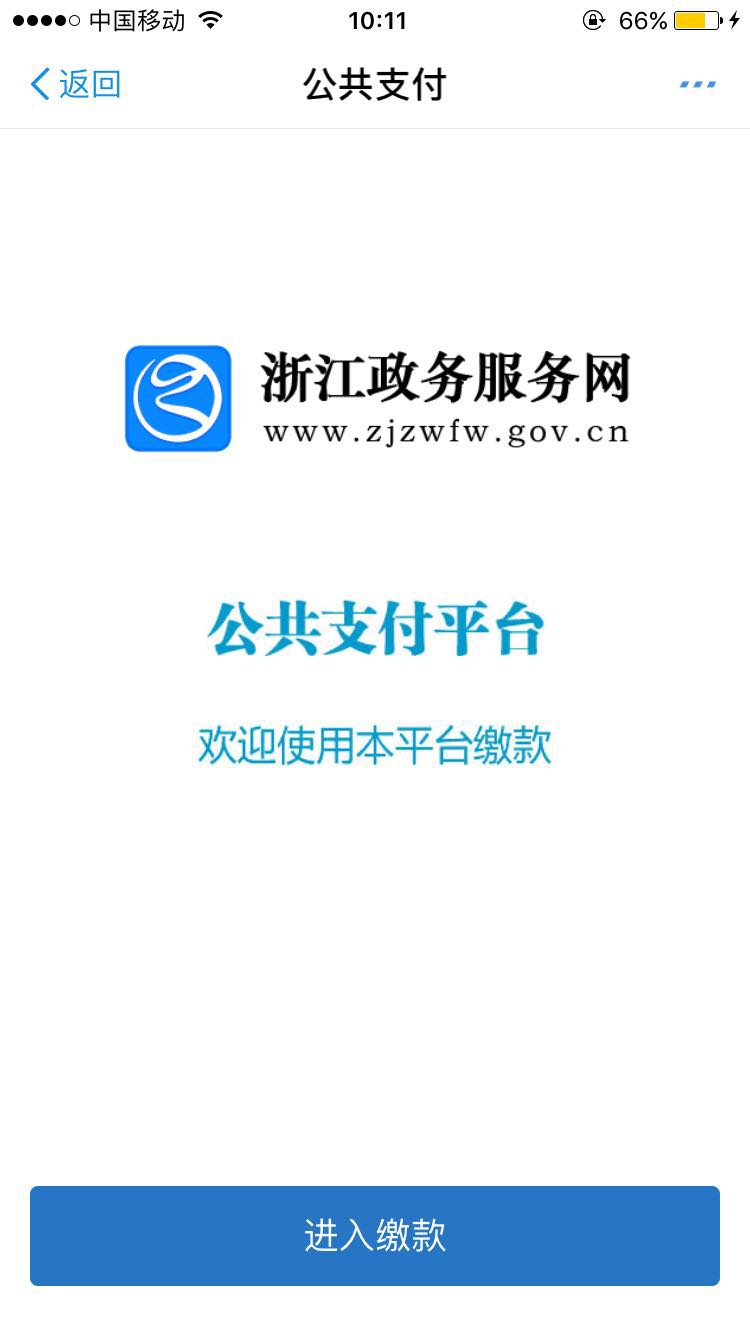 中国移动 10:11 66%
返回 公共支付
浙江政务服务网
www.zjzwfw.gov.cn
公共支付平台
欢迎使用本平台缴款
进入缴款